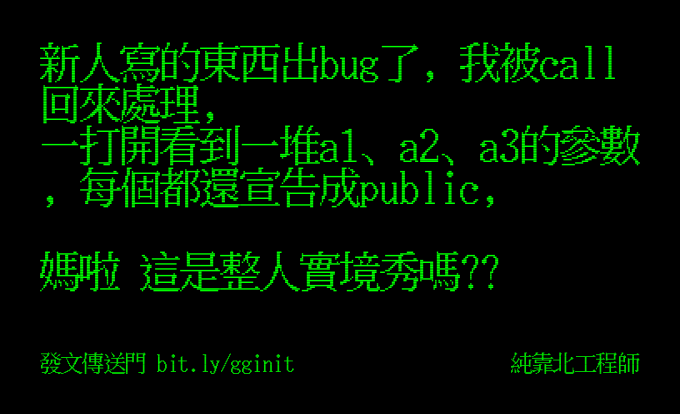 新人寫的東西出bug了，我被call
回來處理，
一打開看到一堆a1、a2、a3的參數
，每個都還宣告成public，
媽啦 這是整人實境秀嗎??
發文傳送門 bit.ly/gginit
純靠北工程師